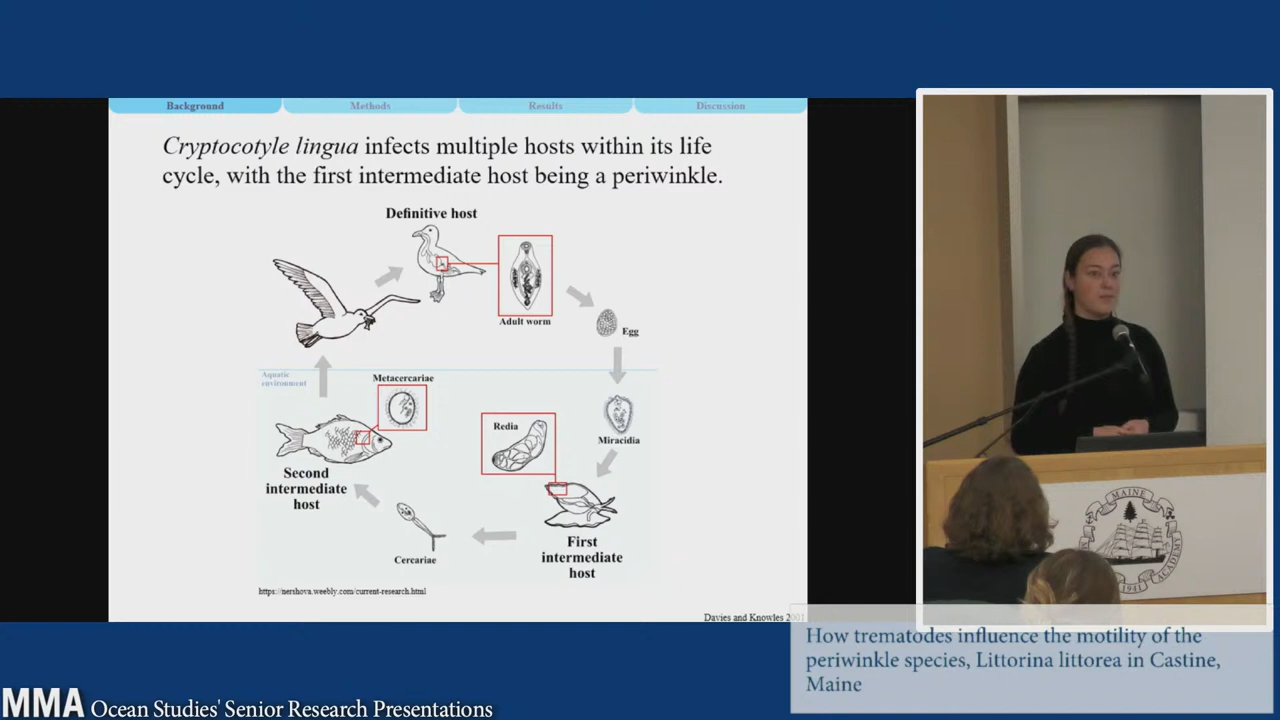 Background
Methods
Results
Discussion
Cryptocotyle lingua infects multiple hosts within its life
cycle, with the first intermediate host being a periwinkle.
Definitive host
Adult worm
Egg
Aquatic
environment
Metacercariae
Redia
Miracidia
Second
intermediate
host
Cercariae
First
intermediate
host
https://nershova.weebly.com/current-research.html
Davies and Knowles 2001
MAINE
ACADEMY
1941
How trematodes influence the motility of the
periwinkle species, Littorina littorea in Castine,
Maine
MMA Ocean Studies' Senior Research Presentations